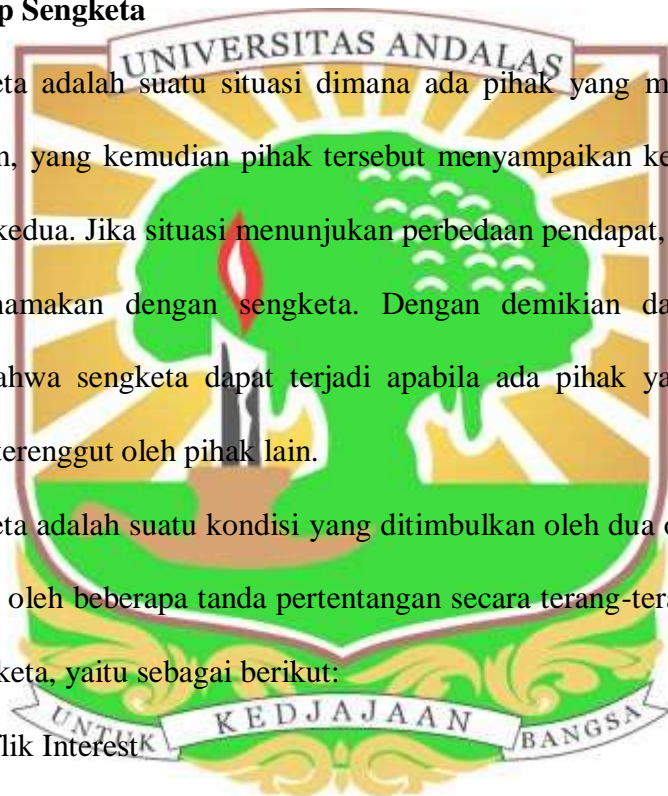 p Sengketa
UNIVERSITAS ANDALAS
eta adalah suatu situasi dimana ada pihak yang m
n, yang kemudian pihak tersebut menyampaikan ke
kedua. Jika situasi menunjukan perbedaan pendapat,
namakan dengan sengketa. Dengan demikian da
ahwa sengketa dapat terjadi apabila ada pihak ya
terenggut oleh pihak lain.
eta adalah suatu kondisi yang ditimbulkan oleh dua o
oleh beberapa tanda pertentangan secara terang-tera
keta, yaitu sebagai berikut:
UNTUK KEDJAJAAN BANGSA
flik Interest